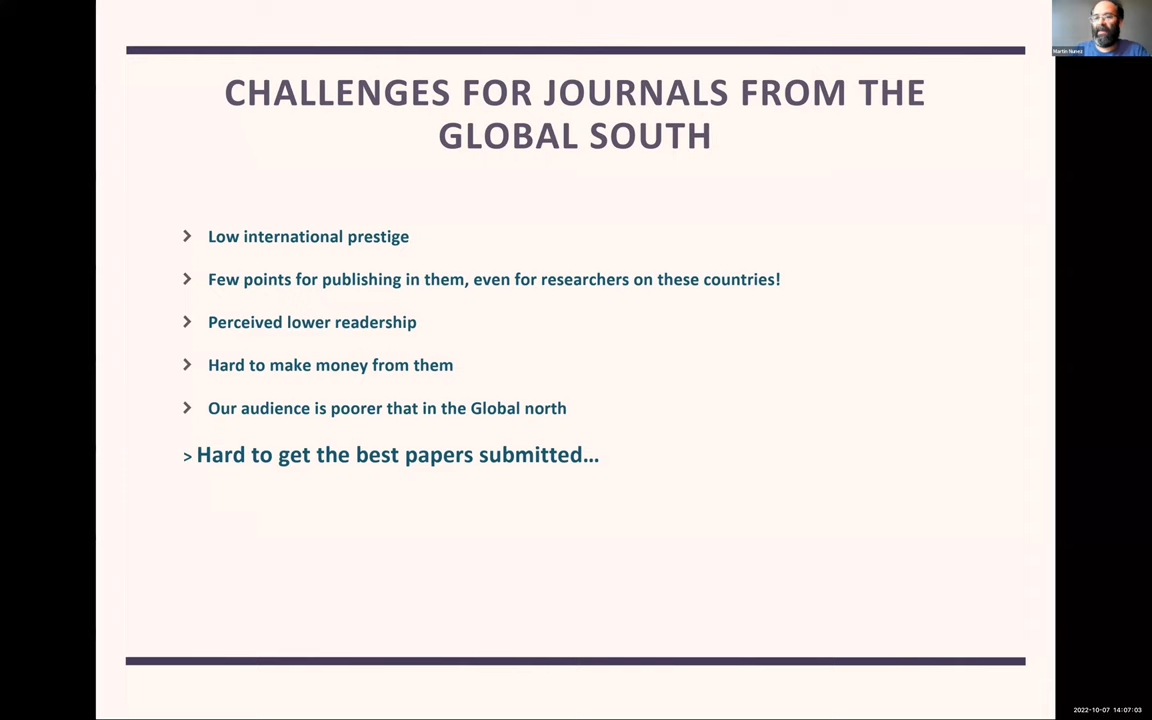 Martin Nunez
CHALLENGES FOR JOURNALS FROM THE
GLOBAL SOUTH
Low international prestige
Few points for publishing in them, even for researchers on these countries!
Perceived lower readership
Hard to make money from them
Our audience is poorer that in the Global north
> Hard to get the best papers submitted…
2022-10-07 14:07:03